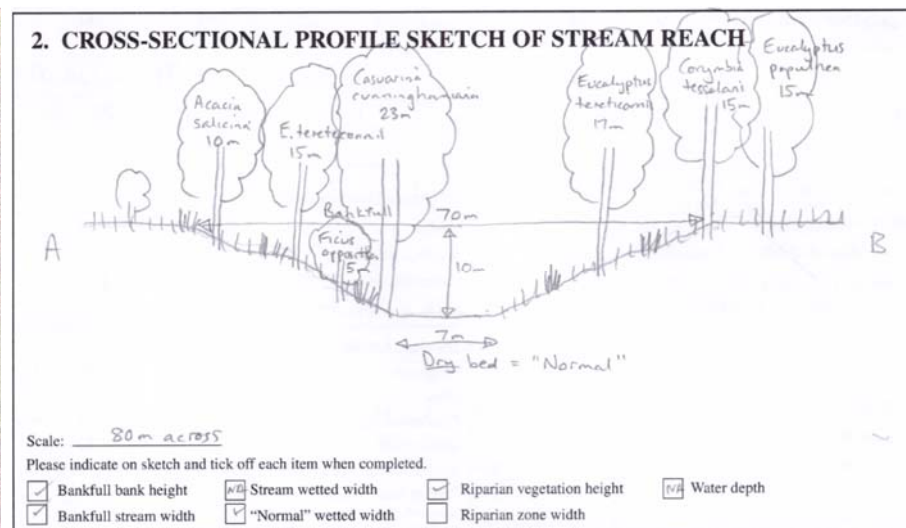 2. CROSS-SECTIONAL PROFILE SKETCH OF STREAM REACH
Acacia
salicina
10m
E. tereticornis
15m
Casuarina
cunninghamiana
23m
Eucalyptus
tereticornis
17m
Corymbia
tessalaris
15m
Eucalyptus
populnea
15m
Bankfull
70m
A
Ficus
opposita
5m
10m
B
7m
Dry bed = "Normal"
Scale: 80m across
Please indicate on sketch and tick off each item when completed.
Bankfull bank height
Stream wetted width
Riparian vegetation height
NA Water depth
Bankfull stream width
"Normal" wetted width
Riparian zone width